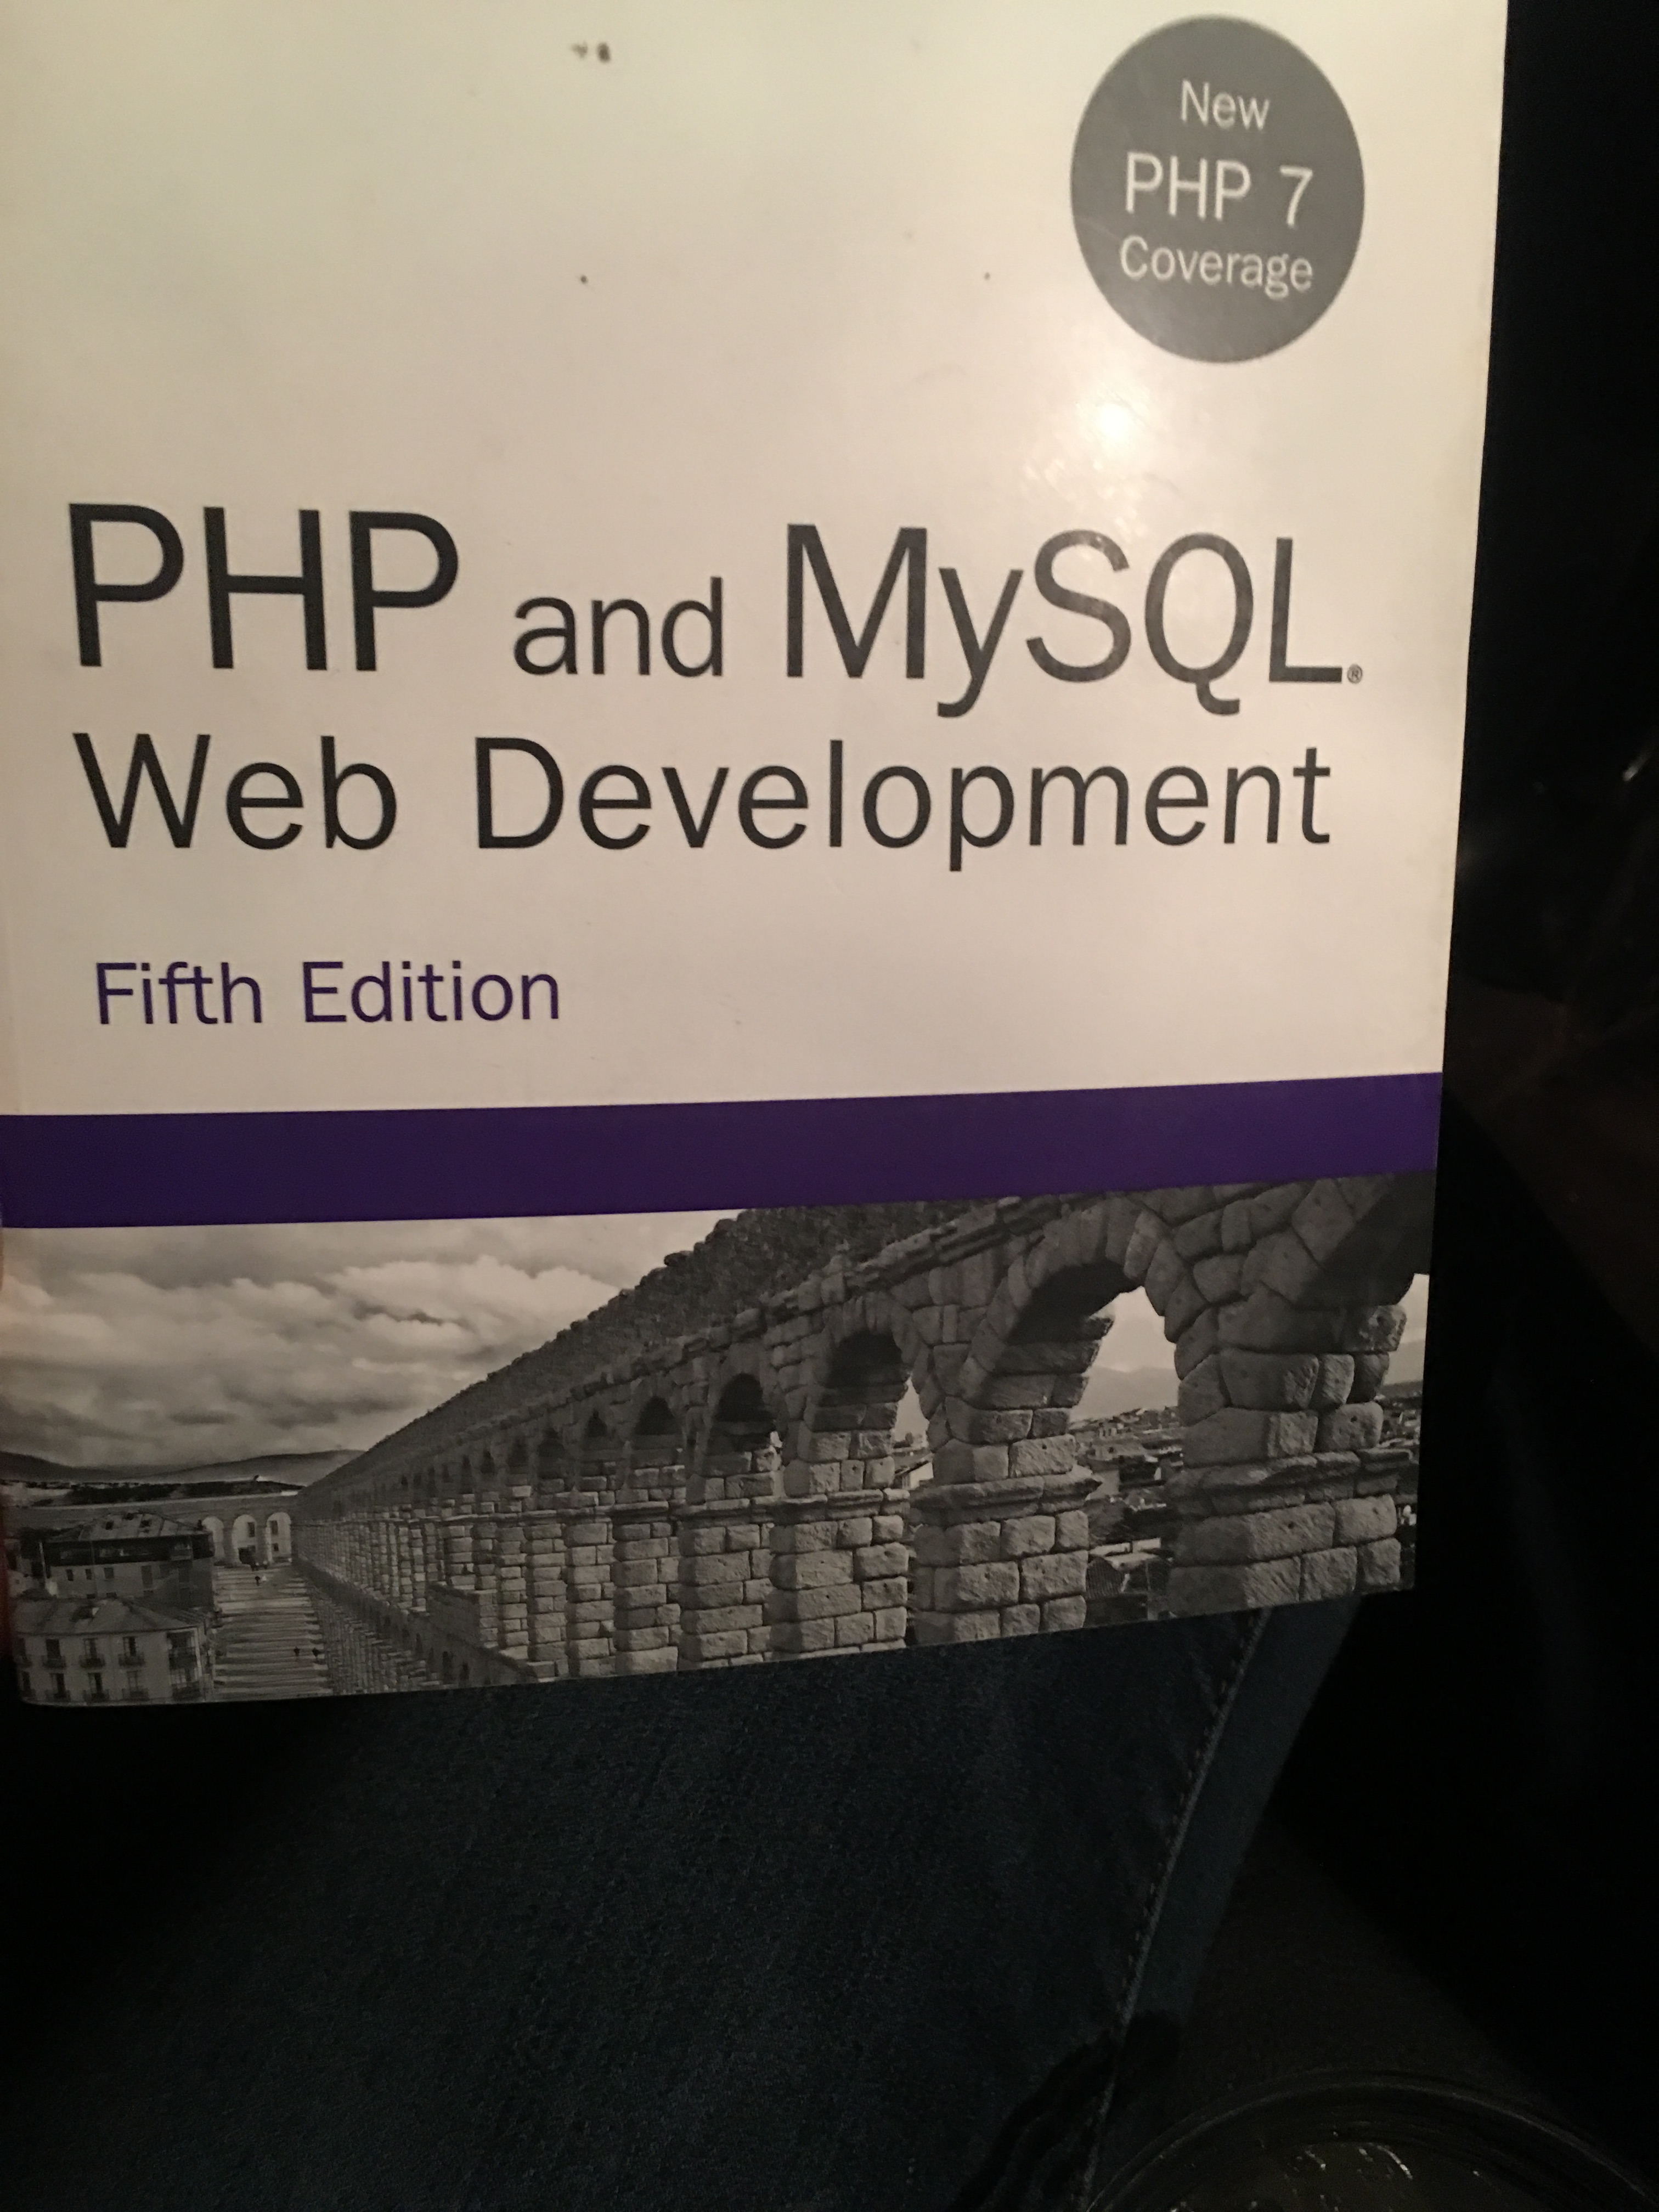 New
PHP 7
Coverage
PHP and MySQL®
Web Development
Fifth Edition